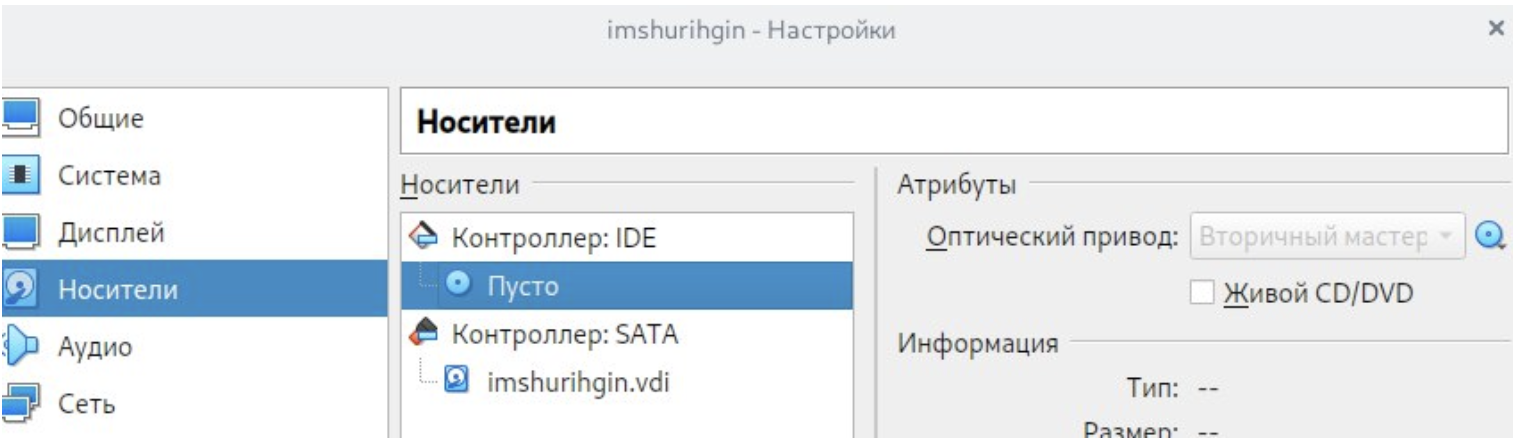 imshurihgin - Настройки
Общие
Система
Дисплей
Носители
Аудио
Сеть
Носители
Носители
Контроллер: IDE
Пусто
Контроллер: SATA
imshurihgin.vdi
Атрибуты
Оптический привод: Вторичный мастер
Живой CD/DVD
Информация
Тип: --
Размер: --